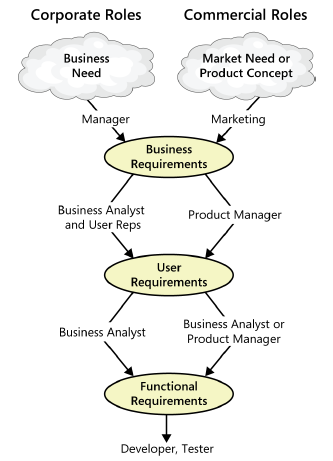 Corporate Roles
Commercial Roles
Business
Need
Market Need or
Product Concept
Manager
Marketing
Business
Requirements
Business Analyst
and User Reps
Product Manager
User
Requirements
Business Analyst
Business Analyst or
Product Manager
Functional
Requirements
Developer, Tester